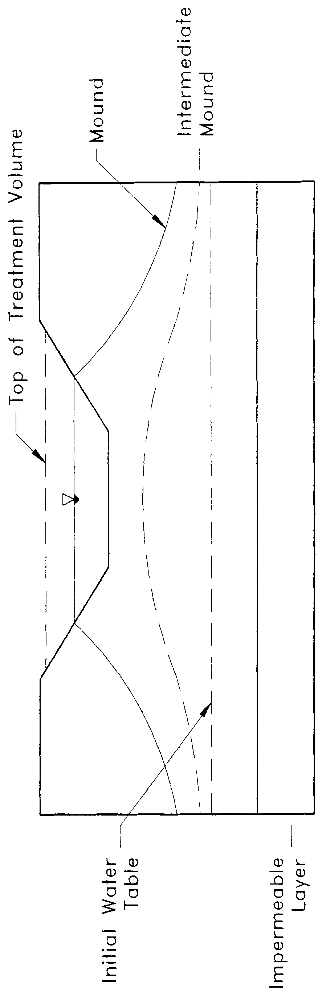 Top of Treatment Volume
Mound
Intermediate
Mound
Initial Water
Table
Impermeable
Layer